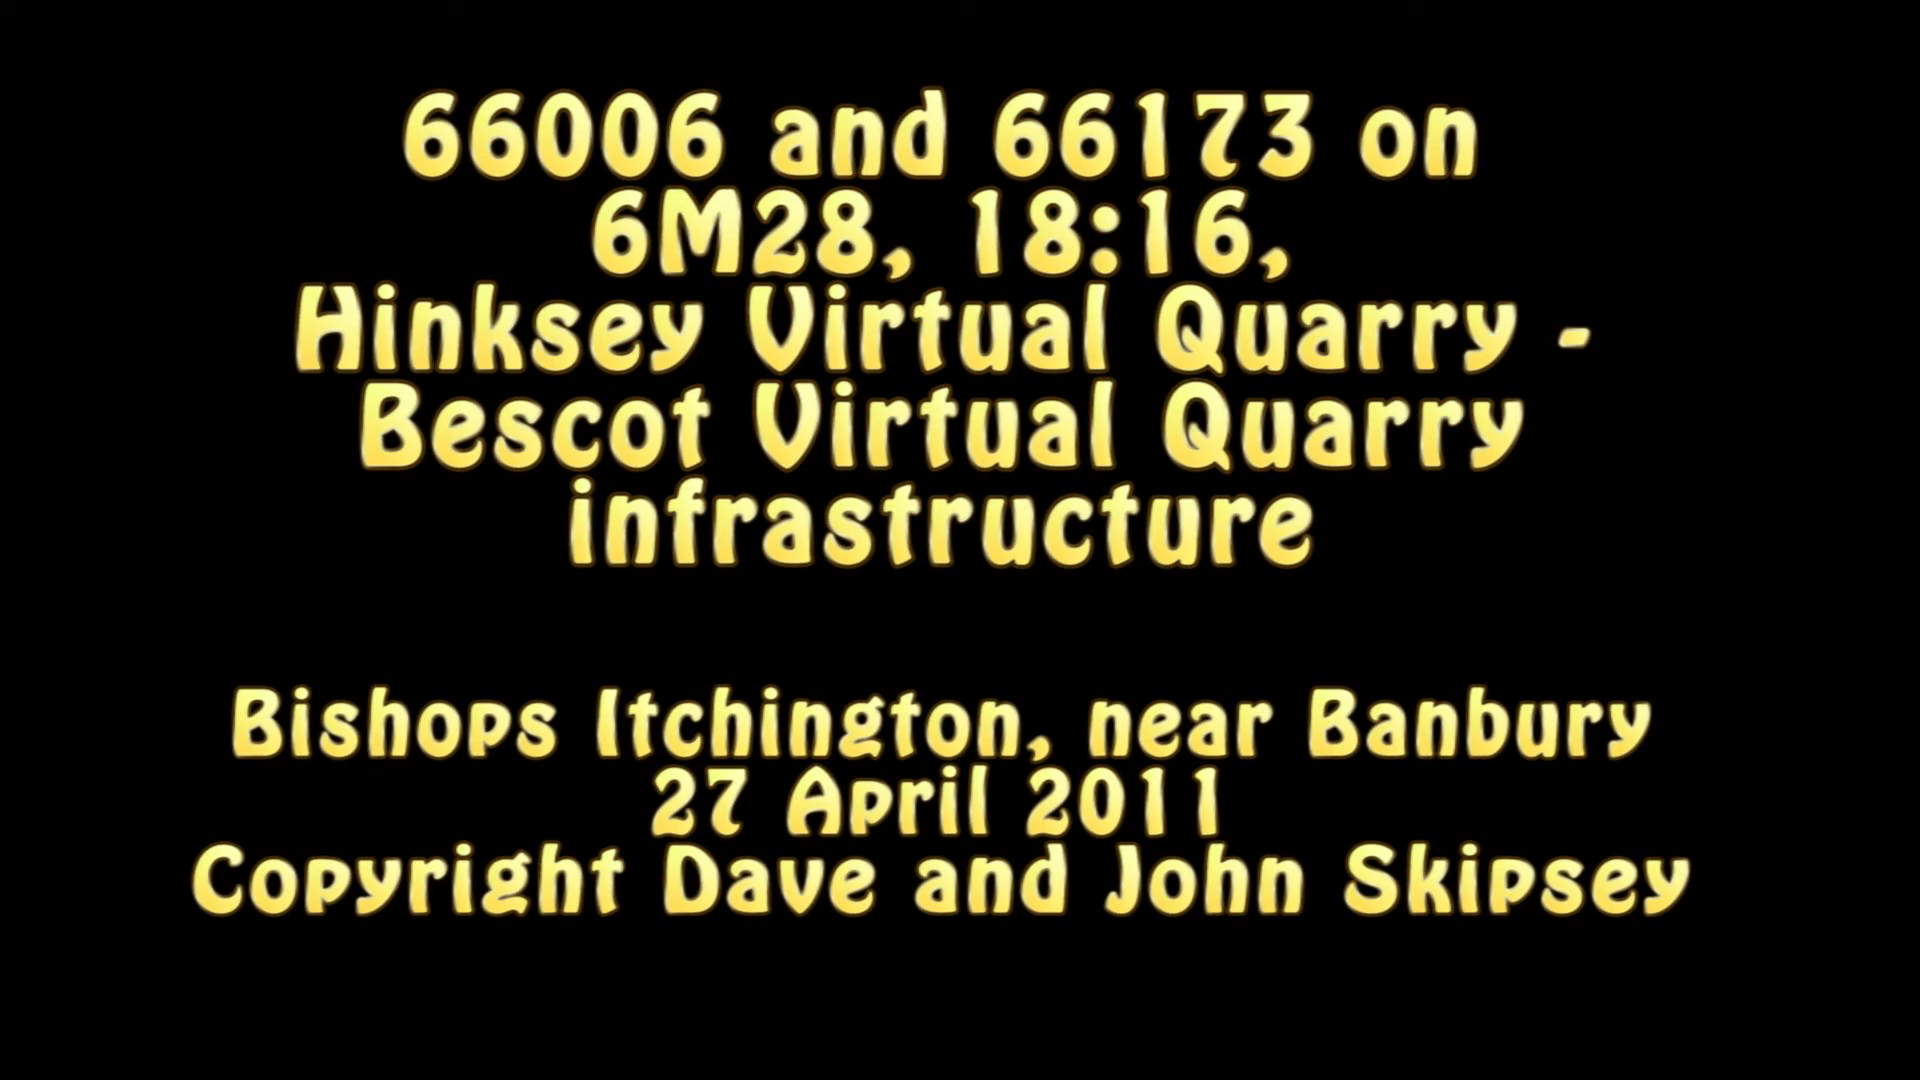 66006 and 66173 on
6M28, 18:16,
Hinksey Virtual Quarry -
Bescot Virtual Quarry
infrastructure
Bishops Itchington, near Banbury
27 April 2011
Copyright Dave and John Skipsey